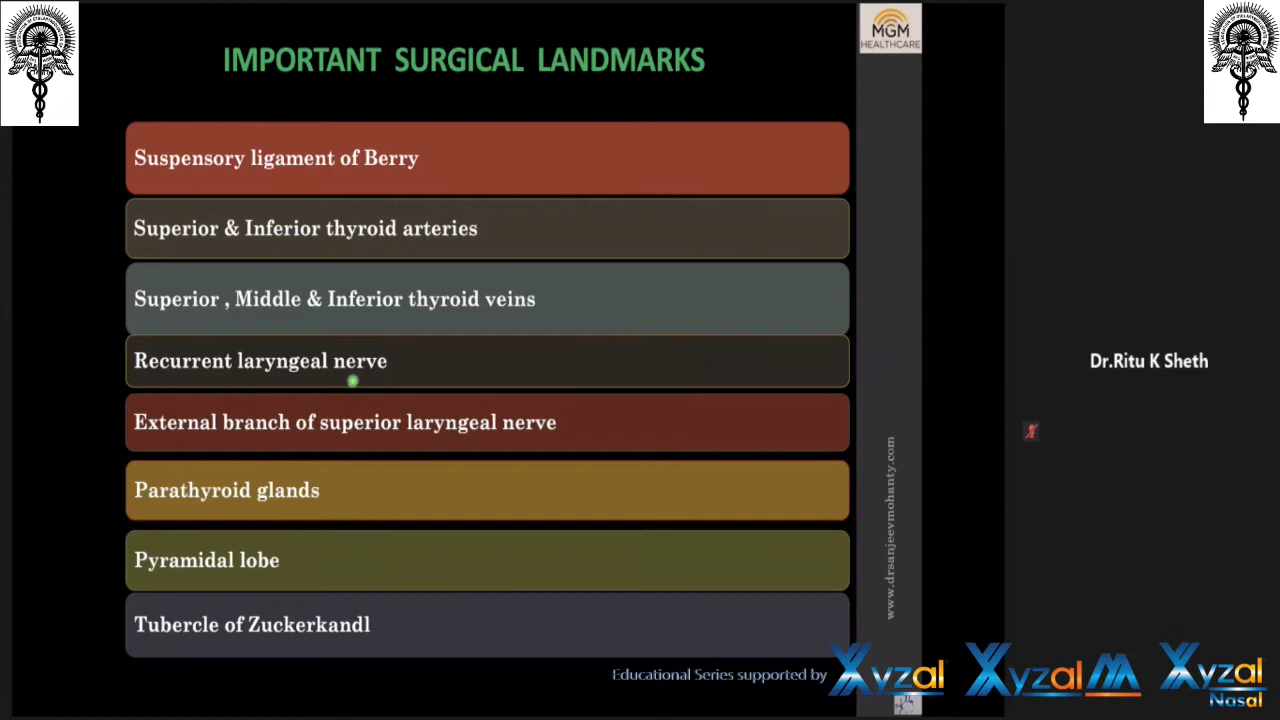 IMPORTANT SURGICAL LANDMARKS
MGM
HEALTHCARE
Suspensory ligament of Berry
Superior & Inferior thyroid arteries
Superior , Middle & Inferior thyroid veins
Recurrent laryngeal nerve
External branch of superior laryngeal nerve
Parathyroid glands
Pyramidal lobe
Tubercle of Zuckerkandl
www.drsanjeevmohanty.com
Dr.Ritu K Sheth
Educational Series supported by
Xyzal
Xyzal M
Xyzal
Nasal